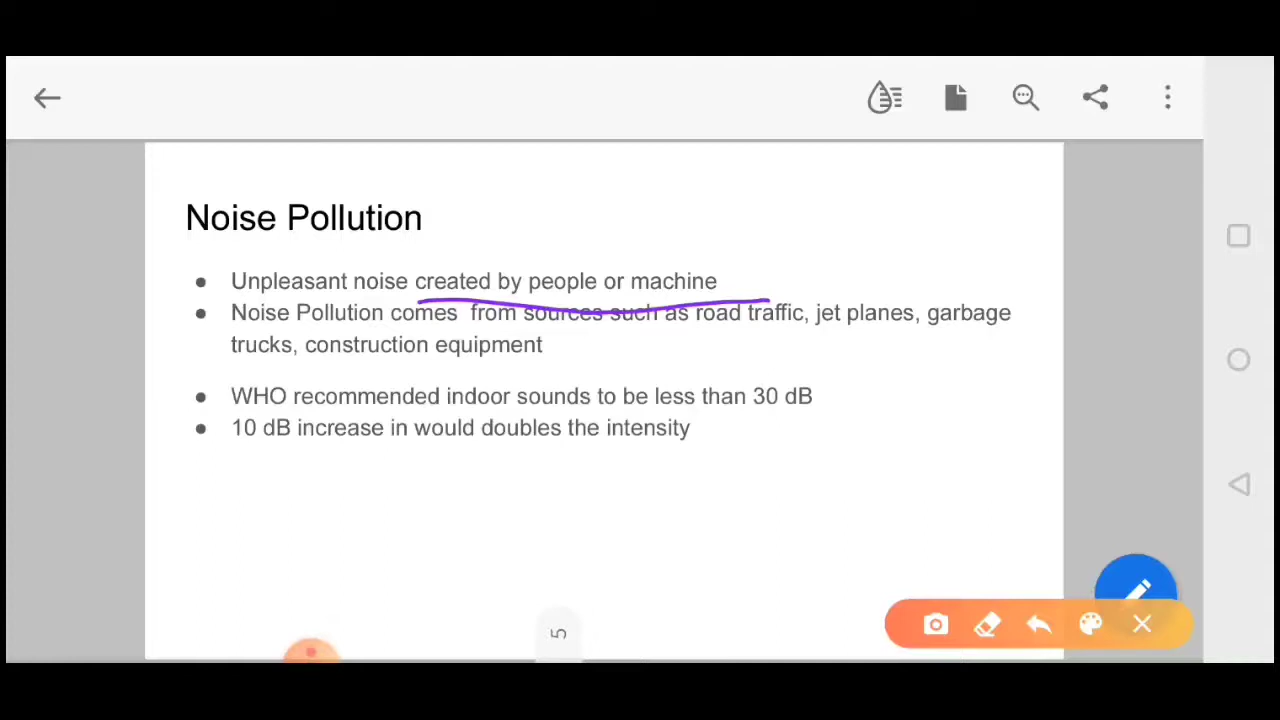 Noise Pollution
● Unpleasant noise created by people or machine
● Noise Pollution comes from sources such as road traffic, jet planes, garbage
trucks, construction equipment
● WHO recommended indoor sounds to be less than 30 dB
● 10 dB increase in would doubles the intensity
5